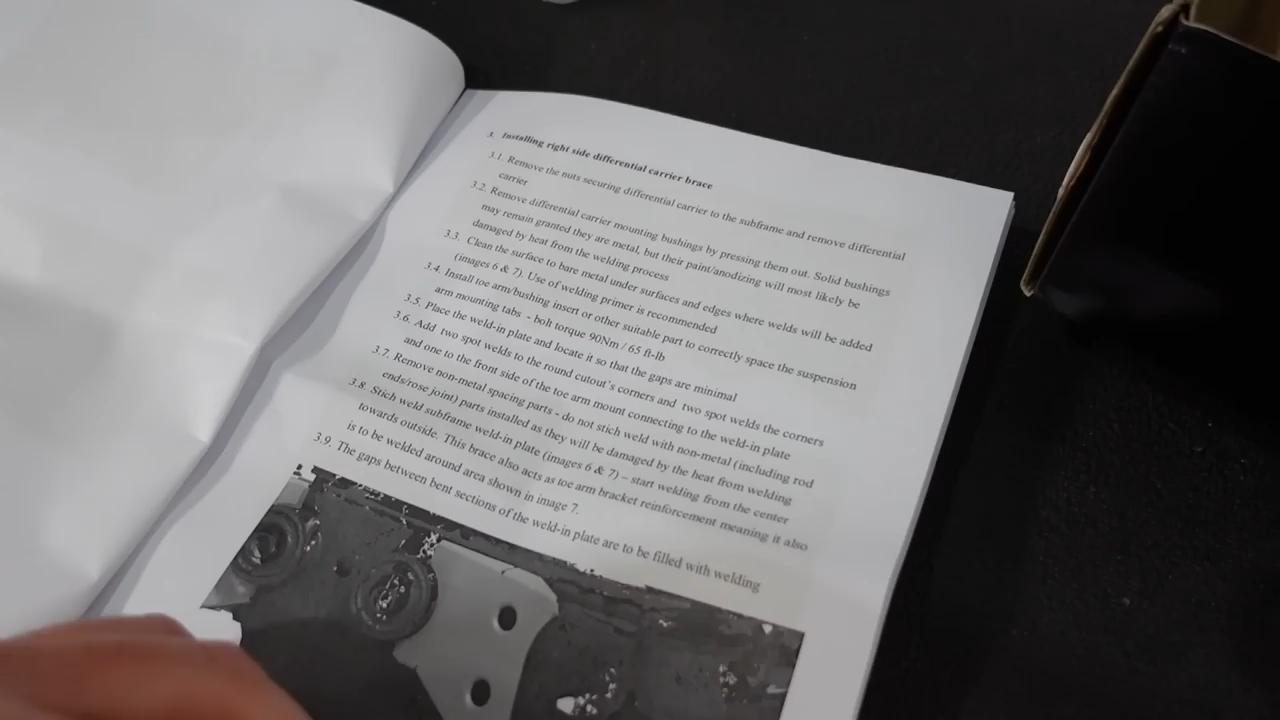 3. Installing right side differential carrier brace
3.1. Remove the nuts securing differential carrier to the subframe and remove differential
carrier
3.2. Remove differential carrier mounting bushings by pressing them out. Solid bushings
may remain granted they are metal, but their paint/anodizing will most likely be
damaged by heat from the welding process
3.3. Clean the surface to bare metal under surfaces and edges where welds will be added
(images 6 & 7). Use of welding primer is recommended
3.4. Install toe arm/bushing insert or other suitable part to correctly space the suspension
arm mounting tabs - bolt torque 90Nm / 65 ft-lb
3.5. Place the weld-in plate and locate it so that the gaps are minimal
3.6. Add two spot welds to the round cutout's corners and two spot welds the corners
and one to the front side of the toe arm mount connecting to the weld-in plate
3.7. Remove non-metal spacing parts - do not stich weld with non-metal (including rod
ends/rose joint) parts installed as they will be damaged by the heat from welding
3.8. Stich weld subframe weld-in plate (images 6 & 7) – start welding from the center
towards outside. This brace also acts as toe arm bracket reinforcement meaning it also
is to be welded around area shown in image 7.
3.9. The gaps between bent sections of the weld-in plate are to be filled with welding